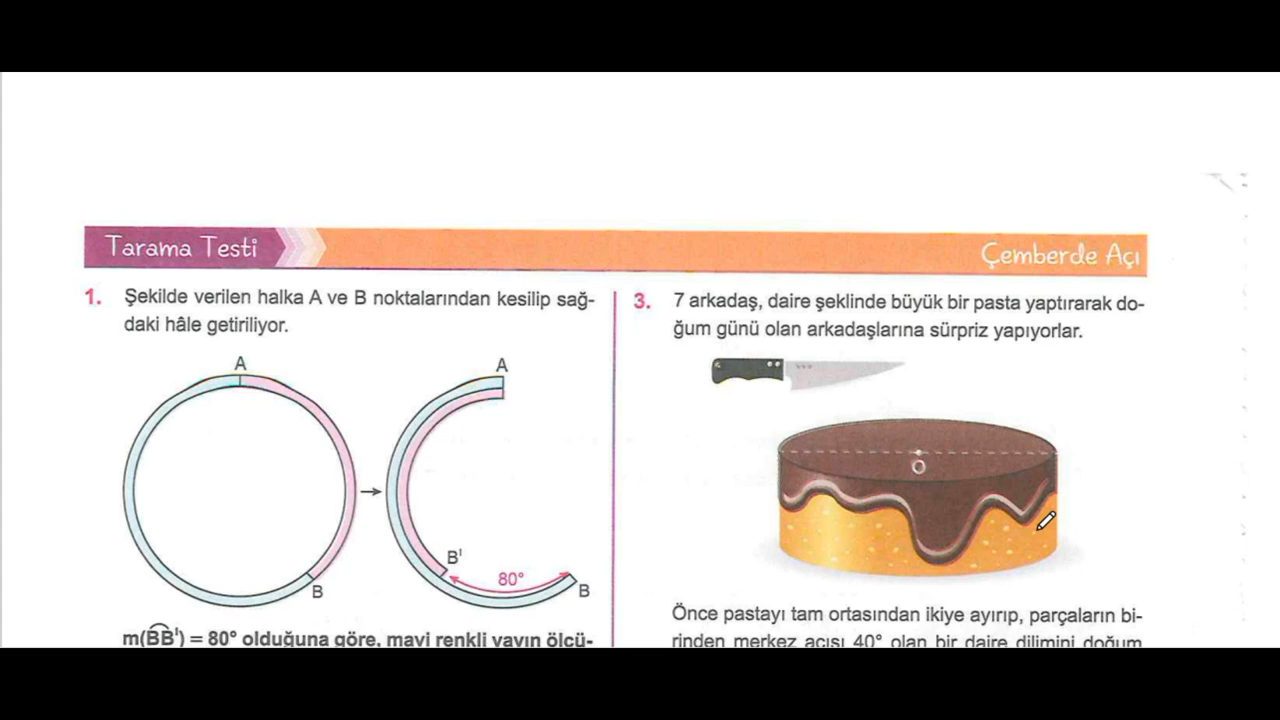 Tarama Testi
Çemberde Açı
1. Şekilde verilen halka A ve B noktalarından kesilip sağ-
daki hâle getiriliyor.
A
B
A
B'
80°
B
m(BB') = 80° olduğuna göre, mavi renkli yayın ölçü-
3. 7 arkadaş, daire şeklinde büyük bir pasta yaptırarak do-
ğum günü olan arkadaşlarına sürpriz yapıyorlar.
O
Önce pastayı tam ortasından ikiye ayırıp, parçaların bi-
rinden merkez açısı 40° olan bir daire dilimini doğum